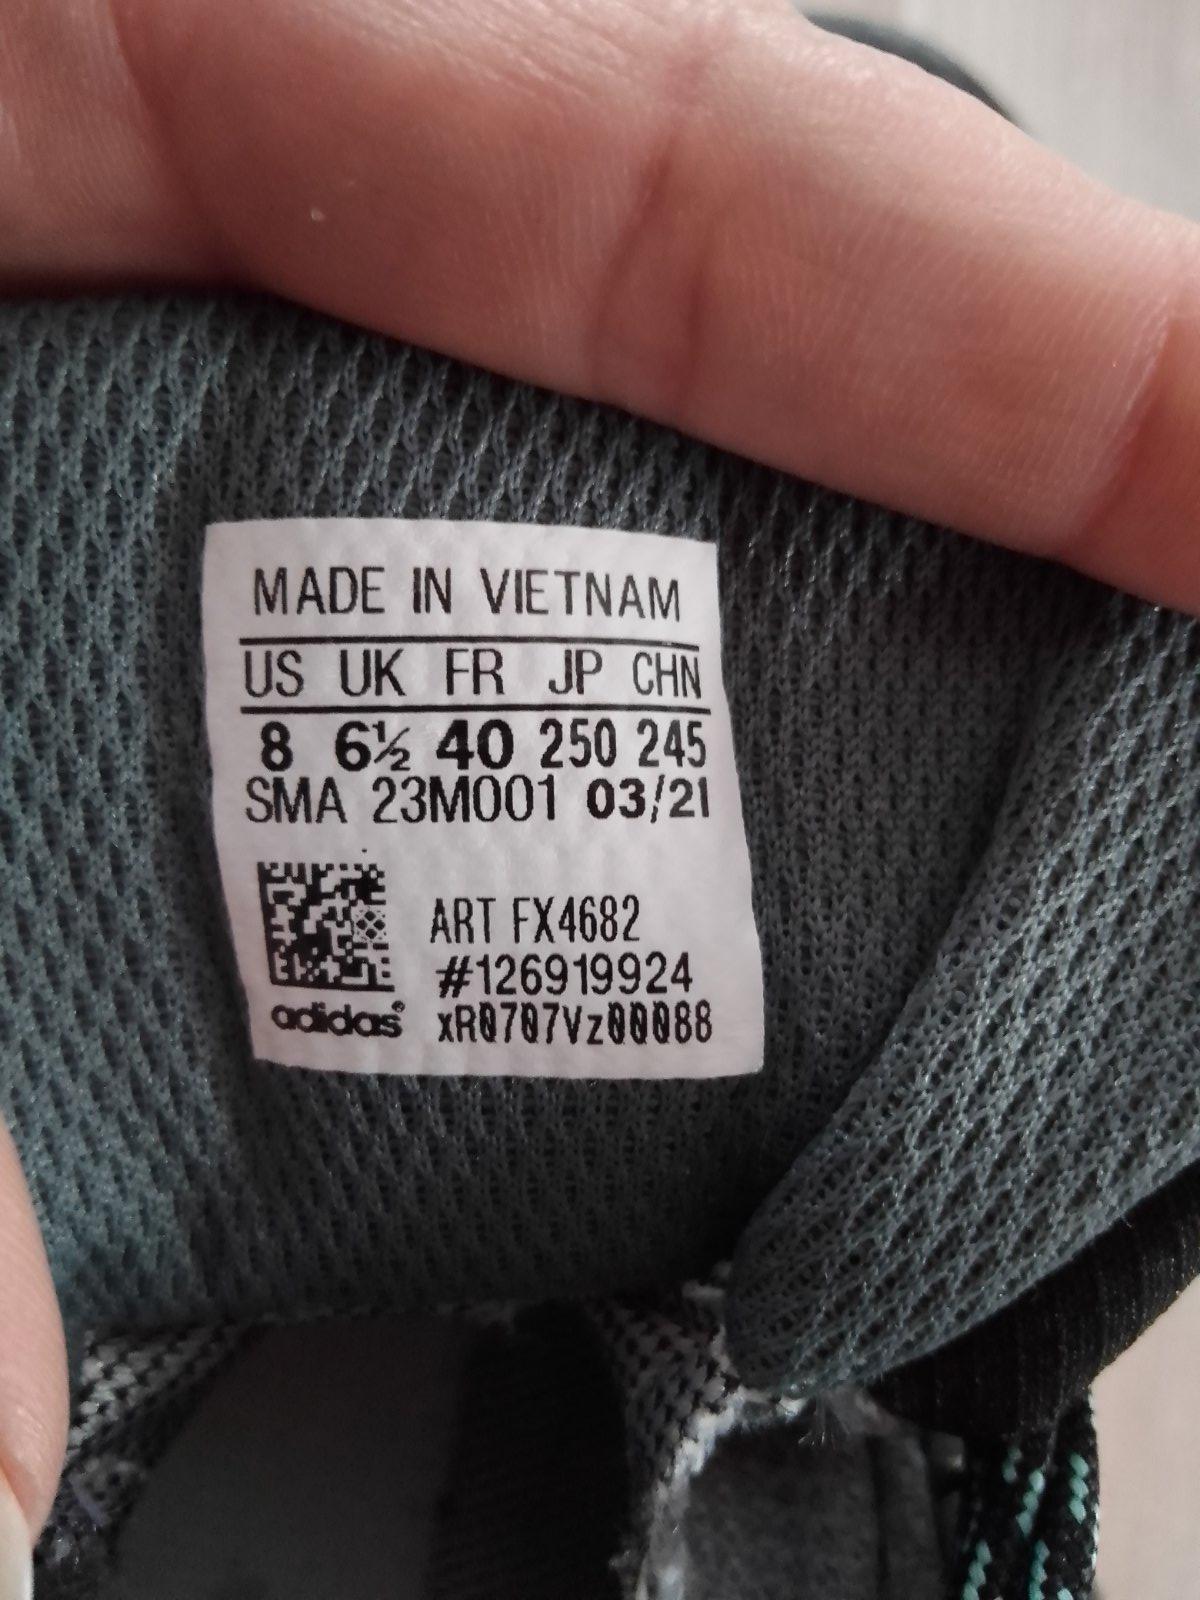 MADE IN VIETNAM
US UK FR JP CHN
8 6½ 40 250 245
SMA 23M001 03/21
ART FX4682
#126919924
adidas® xR0707Vz00088